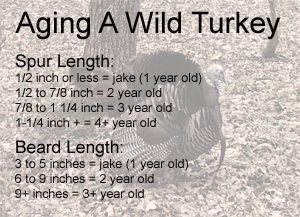 Aging A Wild Turkey
Spur Length:
1/2 inch or less = jake (1 year old)
1/2 to 7/8 inch = 2 year old
7/8 to 1 1/4 inch = 3 year old
1-1/4 inch + = 4+ year old
Beard Length:
3 to 5 inches = jake (1 year old)
6 to 9 inches = 2 year old
9+ inches = 3+ year old